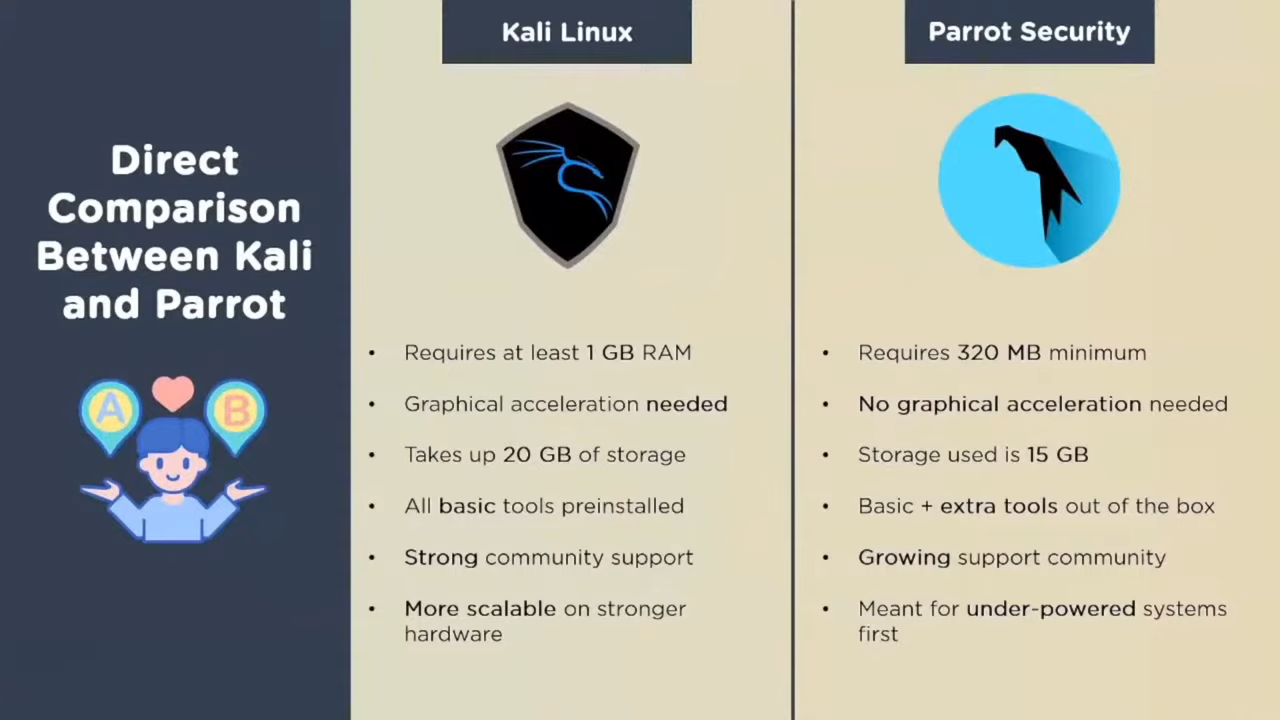 Direct
Comparison
Between Kali
and Parrot
A
B
Kali Linux
• Requires at least 1 GB RAM
• Graphical acceleration needed
• Takes up 20 GB of storage
• All basic tools preinstalled
• Strong community support
• More scalable on stronger
hardware
Parrot Security
• Requires 320 MB minimum
• No graphical acceleration needed
• Storage used is 15 GB
• Basic + extra tools out of the box
• Growing support community
• Meant for under-powered systems
first